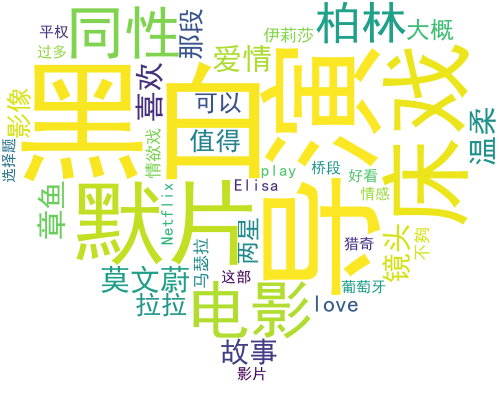 平权
过多
同性
那段
伊莉莎
柏林
大概
爱情
喜欢
影像
黑白
导演
床戏
可以
值得
温柔
选择题
情欲戏
play
桥段
好看
情感
章鱼
默片
Netflix
Elisa
两星
猎奇
镜头
不夠
莫文蔚
马瑟拉
这部
葡萄牙
拉拉
电影
love
故事
影片